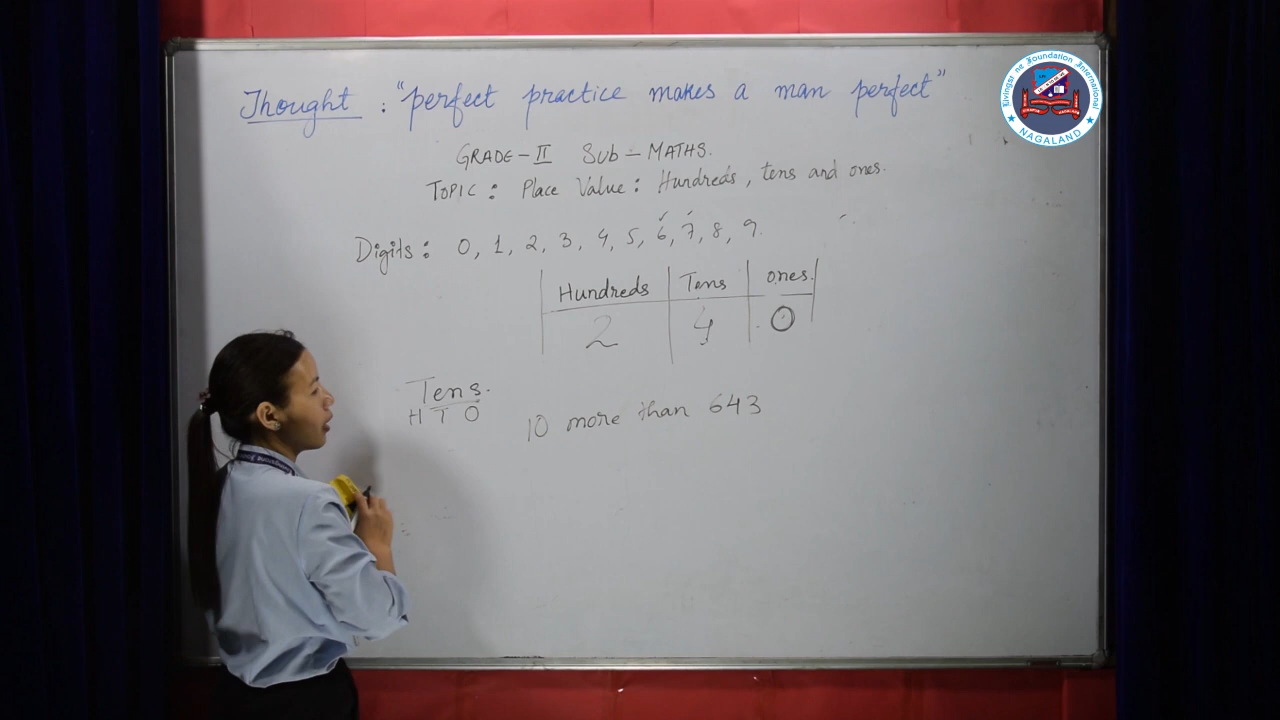 Thought : "perfect practice makes a man perfect"
GRADE-II Sub-MATHS.
TOPIC : Place Value : Hundreds, tens and ones.
Digits : 0, 1, 2, 3, 4, 5, 6, 7, 8, 9.
Hundreds Tens ones.
2 4 0
Tens.
H T O
10 more than 643
Foundation International
NAGALAND